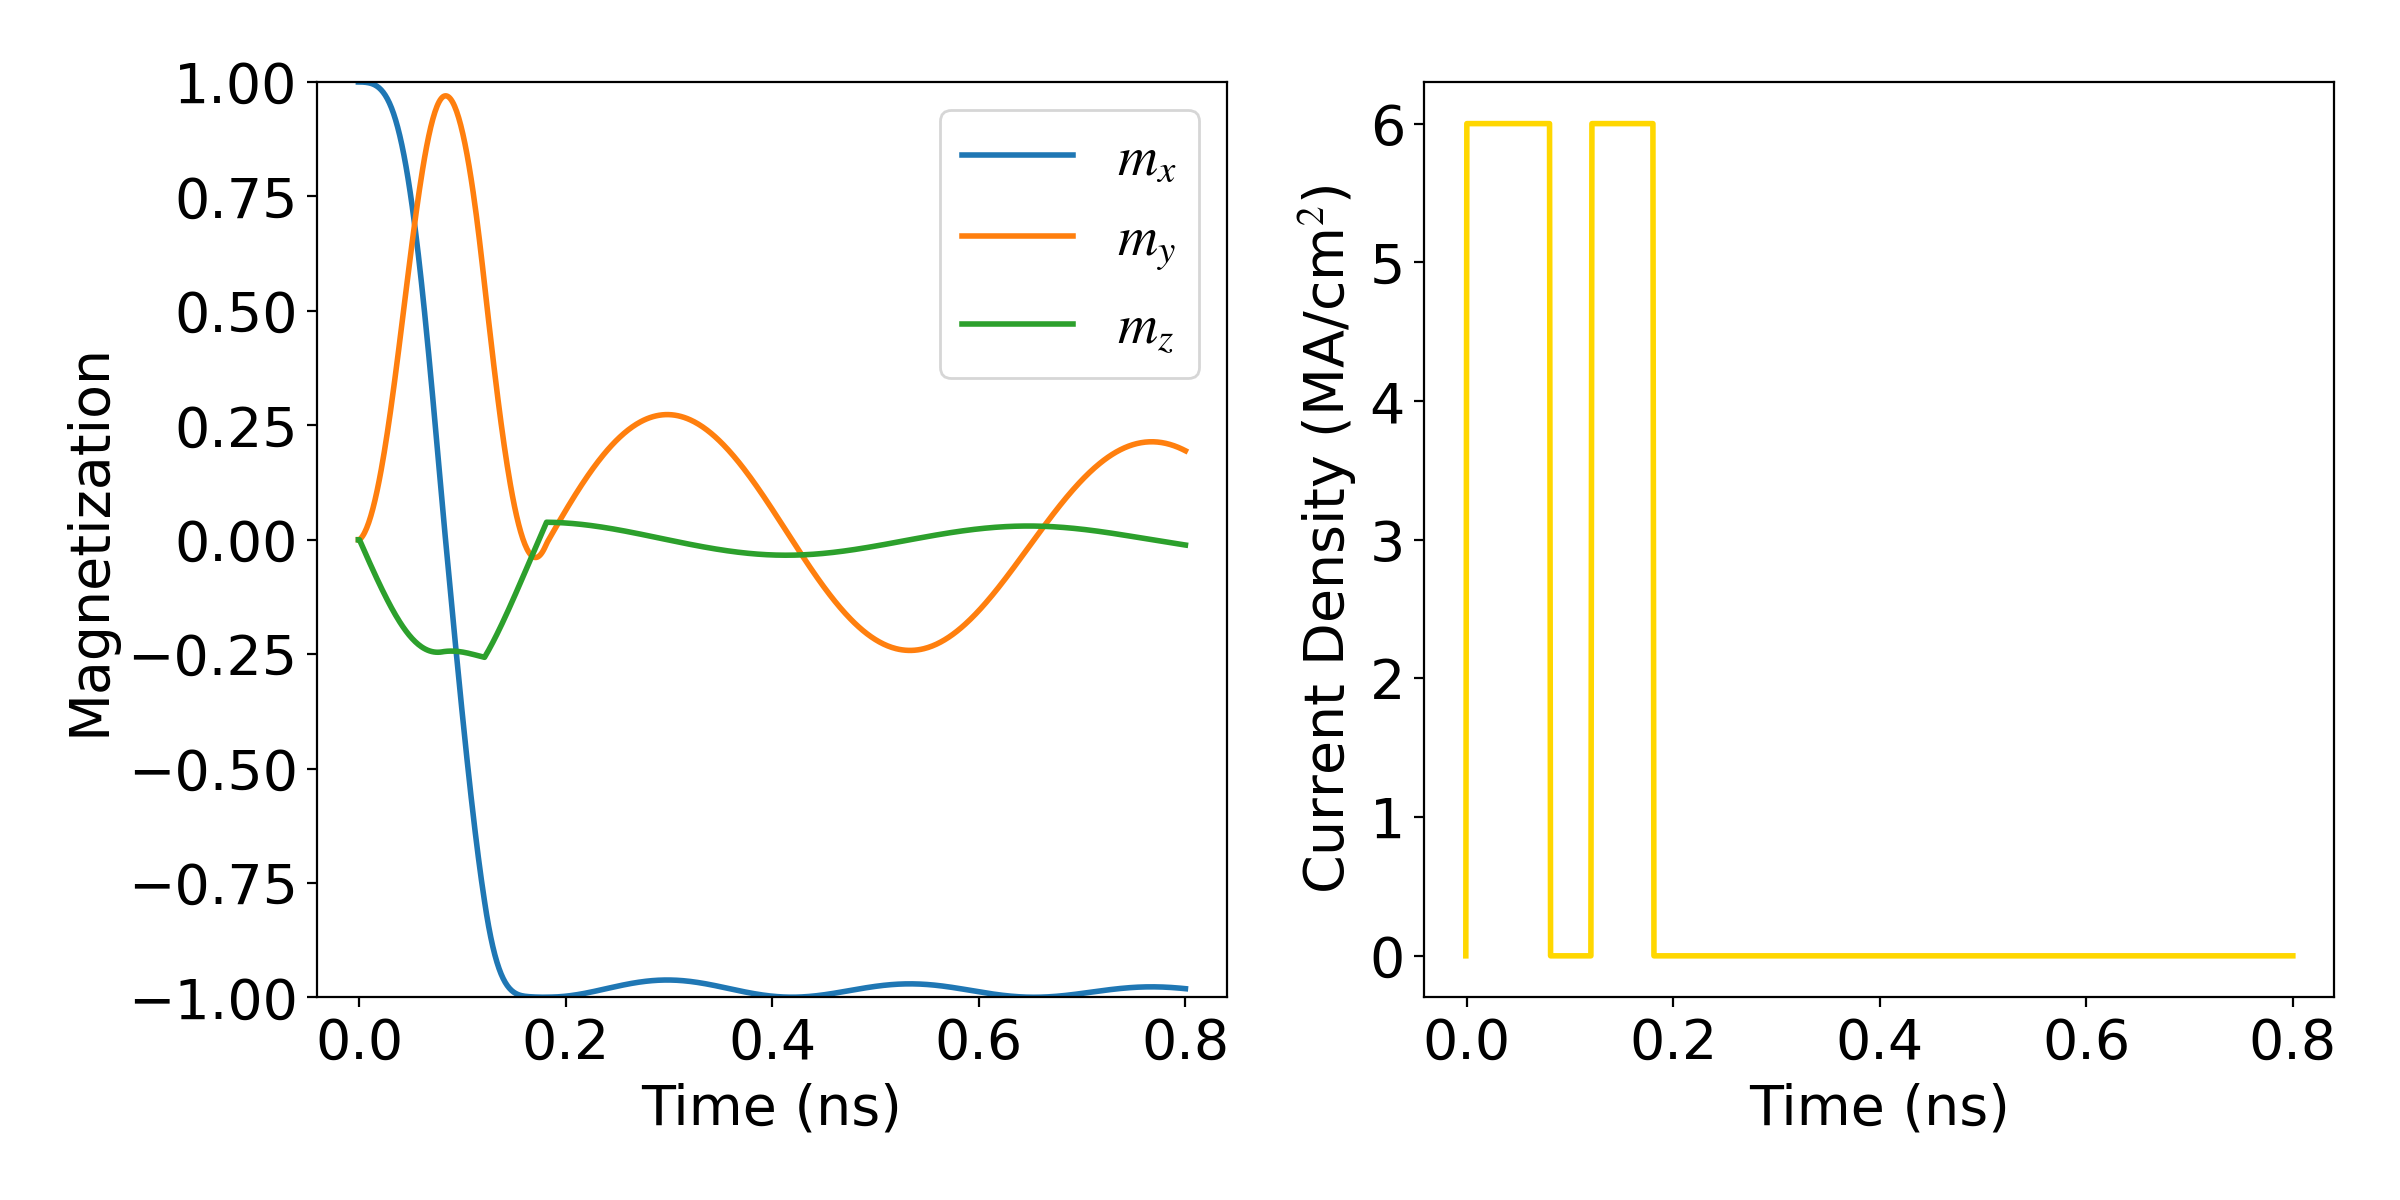 1.00
0.75
0.50
0.25
0.00
−0.25
−0.50
−0.75
−1.00
Magnetization
0.0 0.2 0.4 0.6 0.8
Time (ns)
m_x
m_y
m_z
6
5
4
3
2
1
0
Current Density (MA/cm²)
0.0 0.2 0.4 0.6 0.8
Time (ns)